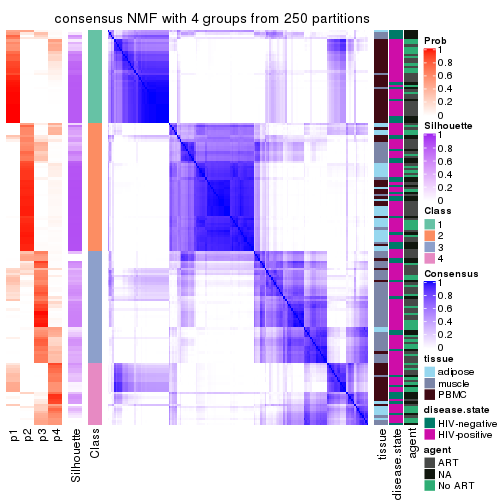 consensus NMF with 4 groups from 250 partitions
Prob
1
0.8
0.6
0.4
0.2
0
Silhouette
1
0.8
0.6
0.4
0.2
0
Class
1
2
3
4
Consensus
1
0.8
0.6
0.4
0.2
0
tissue
adipose
muscle
PBMC
disease.state
HIV-negative
HIV-positive
agent
ART
NA
No ART
p1
p2
p3
p4
Silhouette
Class
tissue
disease.state
agent